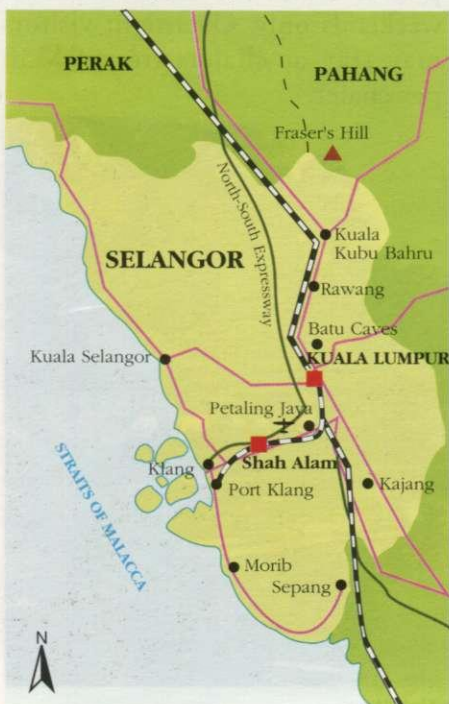 PERAK
PAHANG
Fraser's Hill
North-South Expressway
SELANGOR
Kuala
Kubu Bahru
Rawang
Batu Caves
Kuala Selangor
KUALA LUMPUR
Petaling Jaya
Klang
Shah Alam
Port Klang
Kajang
STRAITS OF MALACCA
Morib
Sepang
N